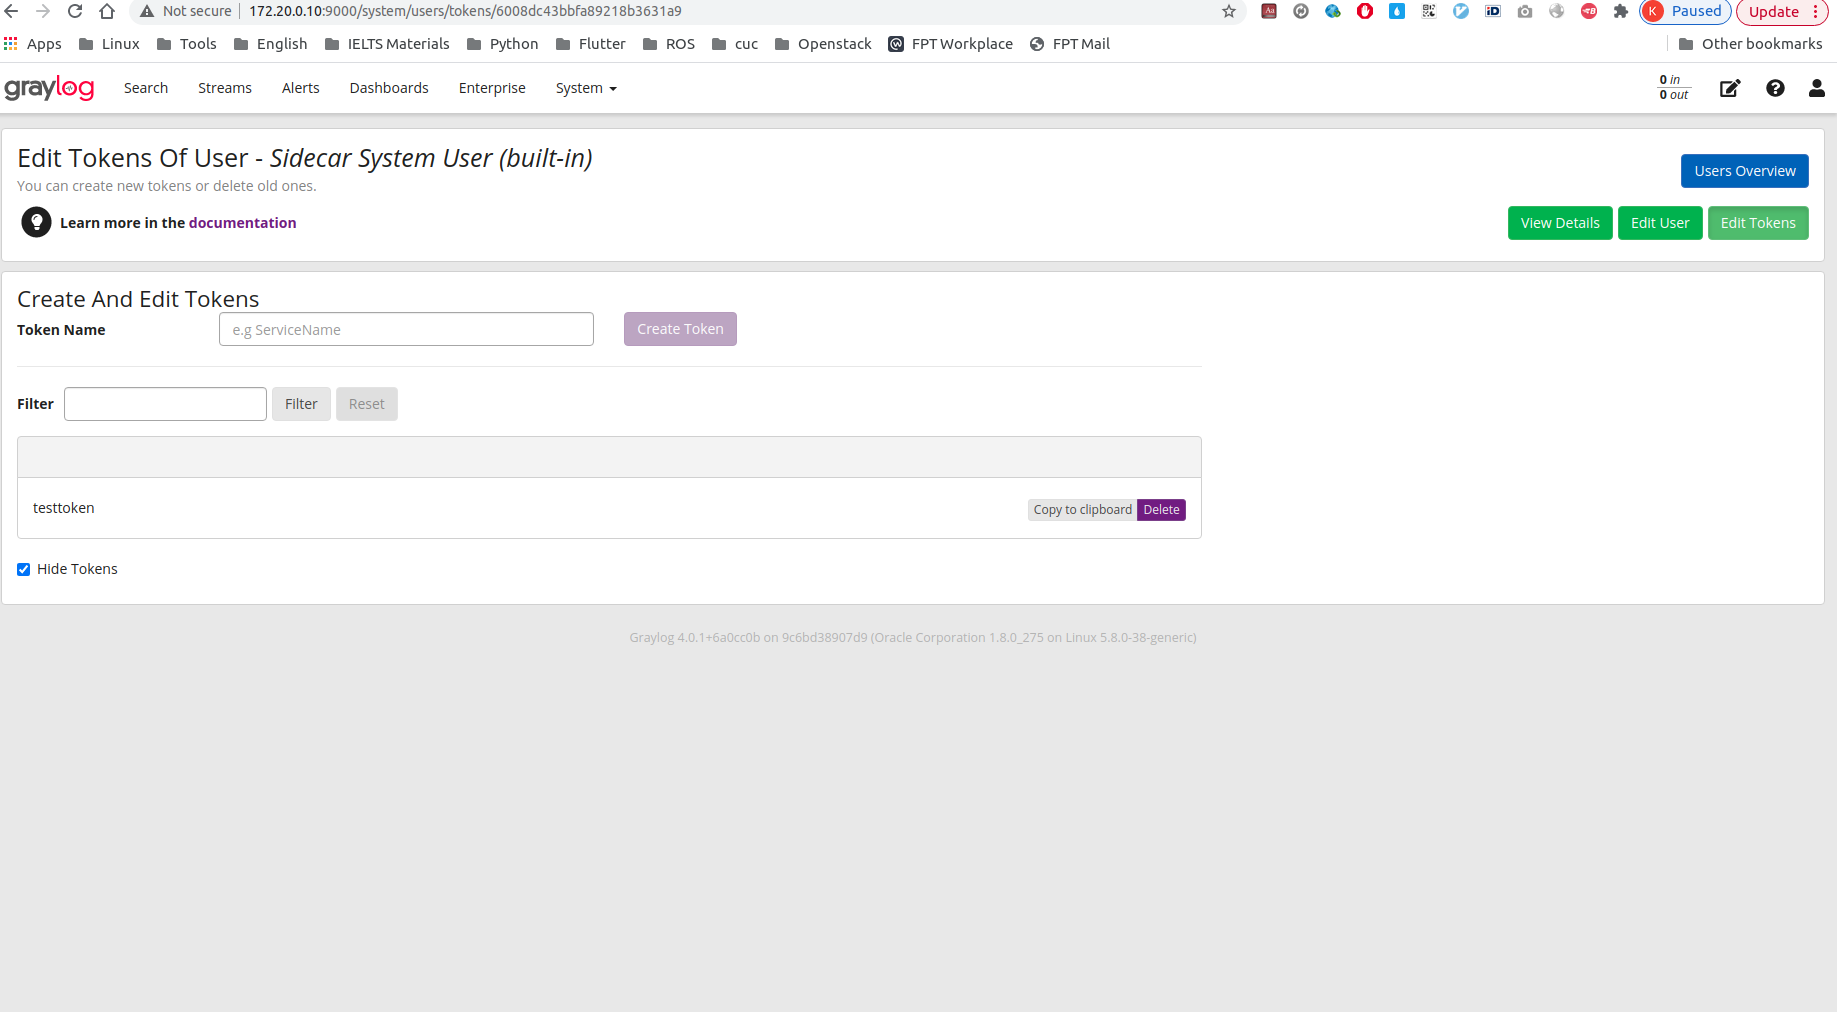 Not secure 172.20.0.10:9000/system/users/tokens/6008dc43bbfa89218b3631a9 K Paused Update
Apps Linux Tools English IELTS Materials Python Flutter ROS cuc Openstack FPT Workplace FPT Mail Other bookmarks
graylog Search Streams Alerts Dashboards Enterprise System 0 in
0 out
Edit Tokens Of User - Sidecar System User (built-in)
Users Overview
You can create new tokens or delete old ones.
Learn more in the documentation View Details Edit User Edit Tokens
Create And Edit Tokens
Token Name e.g ServiceName Create Token
Filter Filter Reset
testtoken Copy to clipboard Delete
Hide Tokens
Graylog 4.0.1+6a0cc0b on 9c6bd38907d9 (Oracle Corporation 1.8.0_275 on Linux 5.8.0-38-generic)